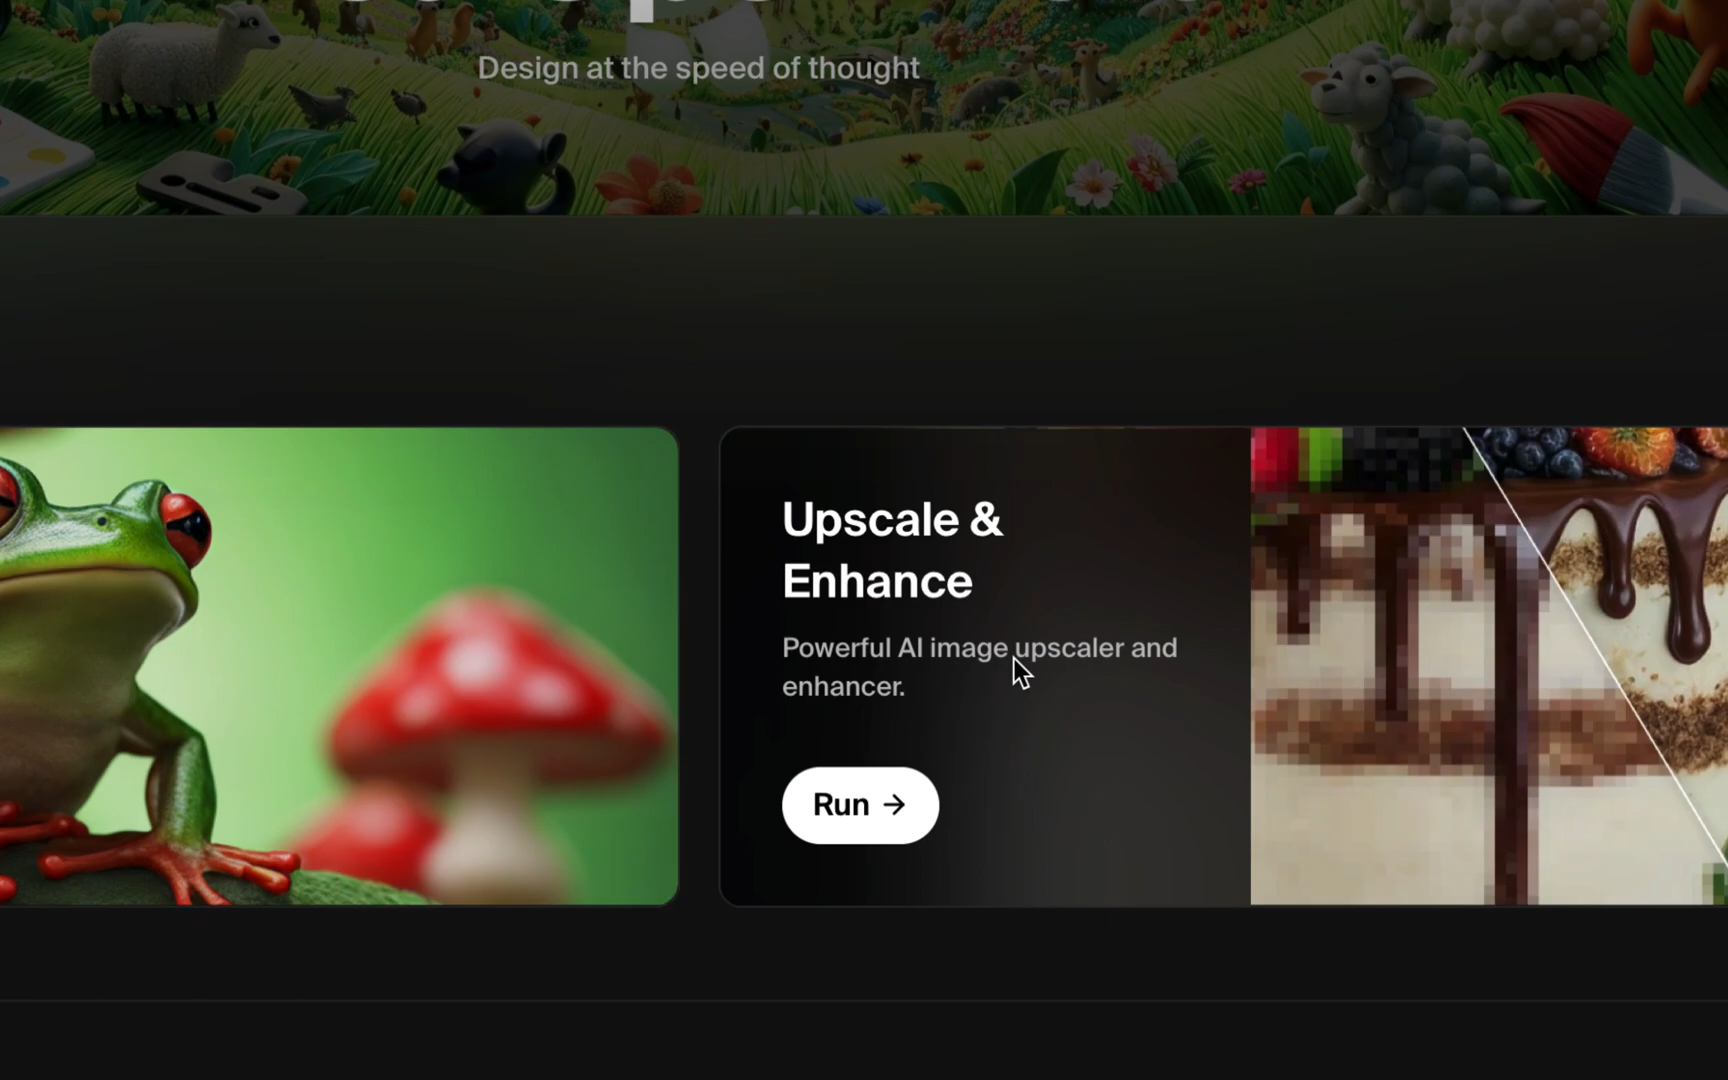 Design at the speed of thought
Upscale &
Enhance
Powerful AI image upscaler and
enhancer.
Run →